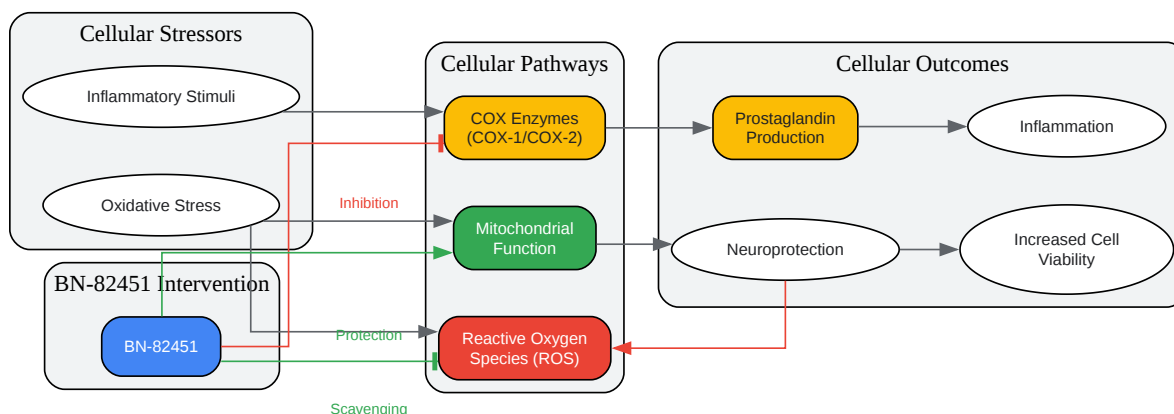 Cellular Stressors
Inflammatory Stimuli
Oxidative Stress
BN-82451 Intervention
BN-82451
Inhibition
Protection
Scavenging
Cellular Pathways
COX Enzymes
(COX-1/COX-2)
Mitochondrial
Function
Reactive Oxygen
Species (ROS)
Cellular Outcomes
Prostaglandin
Production
Inflammation
Neuroprotection
Increased Cell
Viability